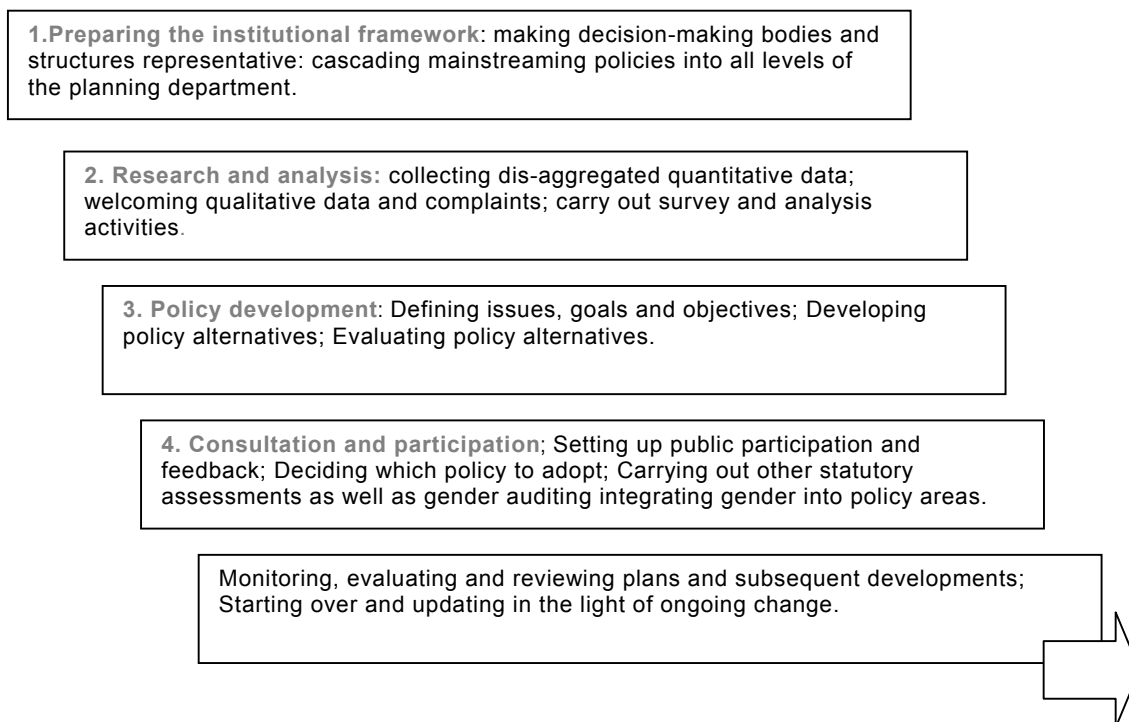 1.Preparing the institutional framework: making decision-making bodies and
structures representative: cascading mainstreaming policies into all levels of
the planning department.
2. Research and analysis: collecting dis-aggregated quantitative data;
welcoming qualitative data and complaints; carry out survey and analysis
activities.
3. Policy development: Defining issues, goals and objectives; Developing
policy alternatives; Evaluating policy alternatives.
4. Consultation and participation; Setting up public participation and
feedback; Deciding which policy to adopt; Carrying out other statutory
assessments as well as gender auditing integrating gender into policy areas.
Monitoring, evaluating and reviewing plans and subsequent developments;
Starting over and updating in the light of ongoing change.